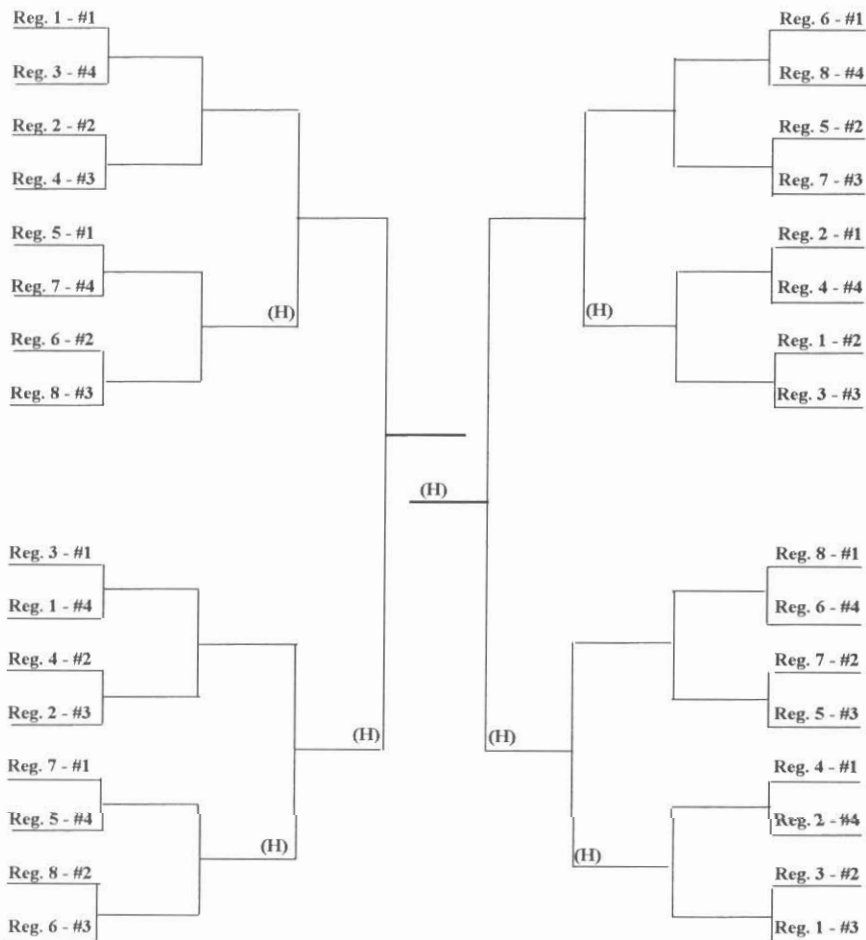 Reg. 1 - #1
Reg. 3 - #4
Reg. 2 - #2
Reg. 4 - #3
Reg. 5 - #1
Reg. 7 - #4
(H)
Reg. 6 - #2
Reg. 8 - #3
Reg. 3 - #1
Reg. 1 - #4
Reg. 4 - #2
Reg. 2 - #3
(H)
Reg. 7 - #1
Reg. 5 - #4
(H)
Reg. 8 - #2
Reg. 6 - #3
Reg. 6 - #1
Reg. 8 - #4
Reg. 5 - #2
Reg. 7 - #3
Reg. 2 - #1
Reg. 4 - #4
(H)
Reg. 1 - #2
Reg. 3 - #3
(H)
Reg. 8 - #1
Reg. 6 - #4
Reg. 7 - #2
Reg. 5 - #3
(H)
Reg. 4 - #1
Reg. 2 - #4
(H)
Reg. 3 - #2
Reg. 1 - #3